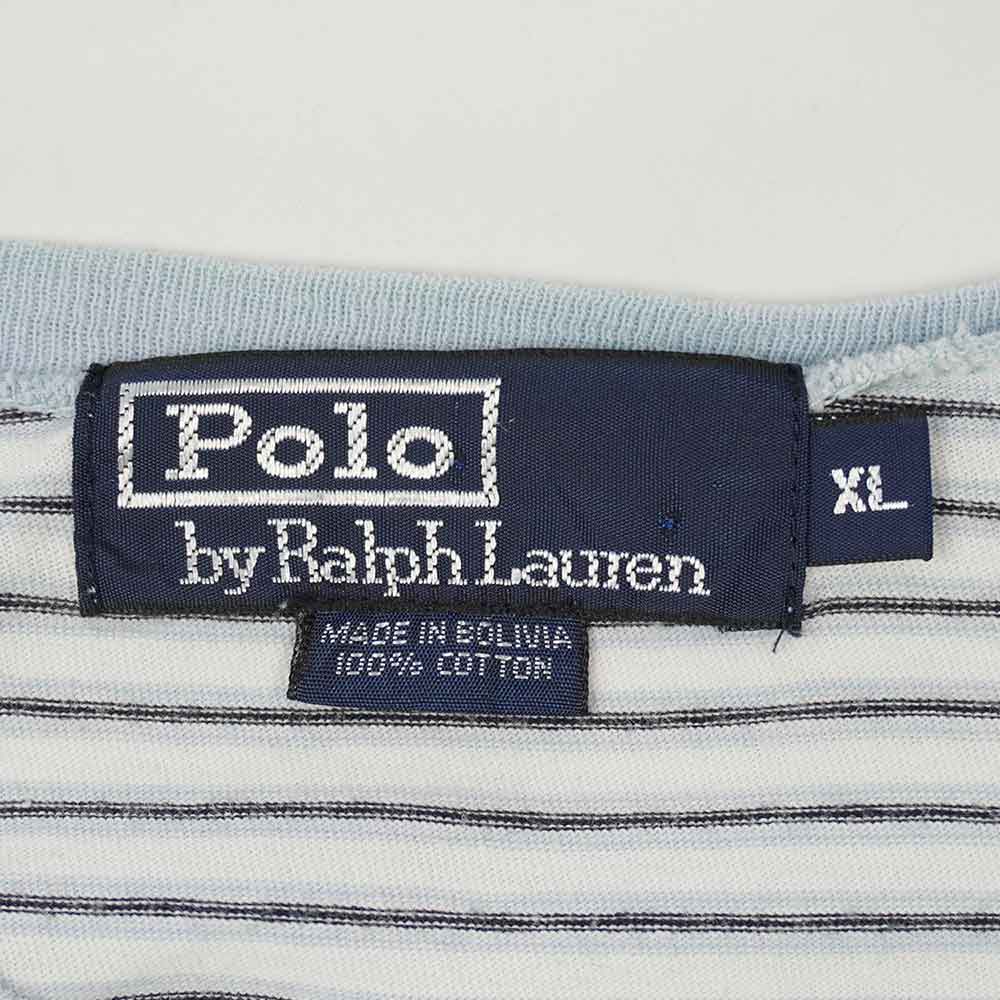 Polo
by Ralph Lauren
XL
MADE IN BOLIVIA
100% COTTON